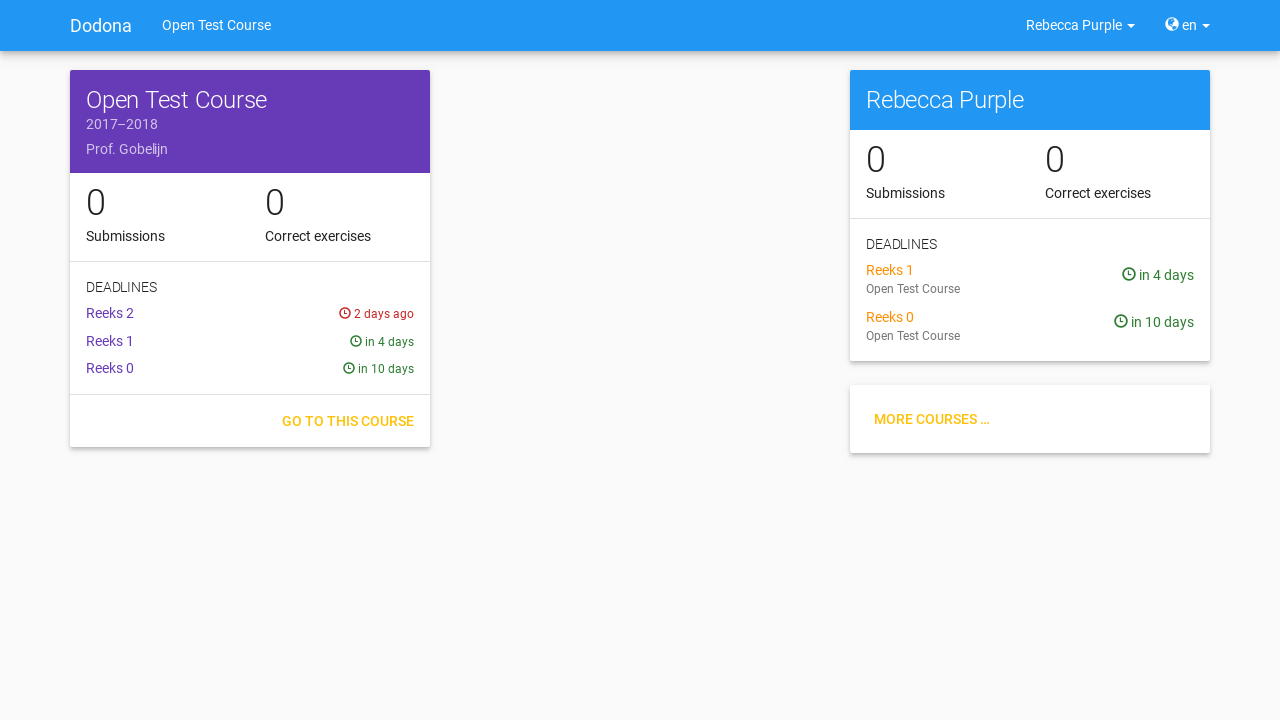 Dodona
Open Test Course
Rebecca Purple
en
Open Test Course
2017–2018
Prof. Gobelijn
0
Submissions
0
Correct exercises
DEADLINES
Reeks 2
2 days ago
Reeks 1
in 4 days
Reeks 0
in 10 days
GO TO THIS COURSE
Rebecca Purple
0
Submissions
0
Correct exercises
DEADLINES
Reeks 1
Open Test Course
in 4 days
Reeks 0
Open Test Course
in 10 days
MORE COURSES ...